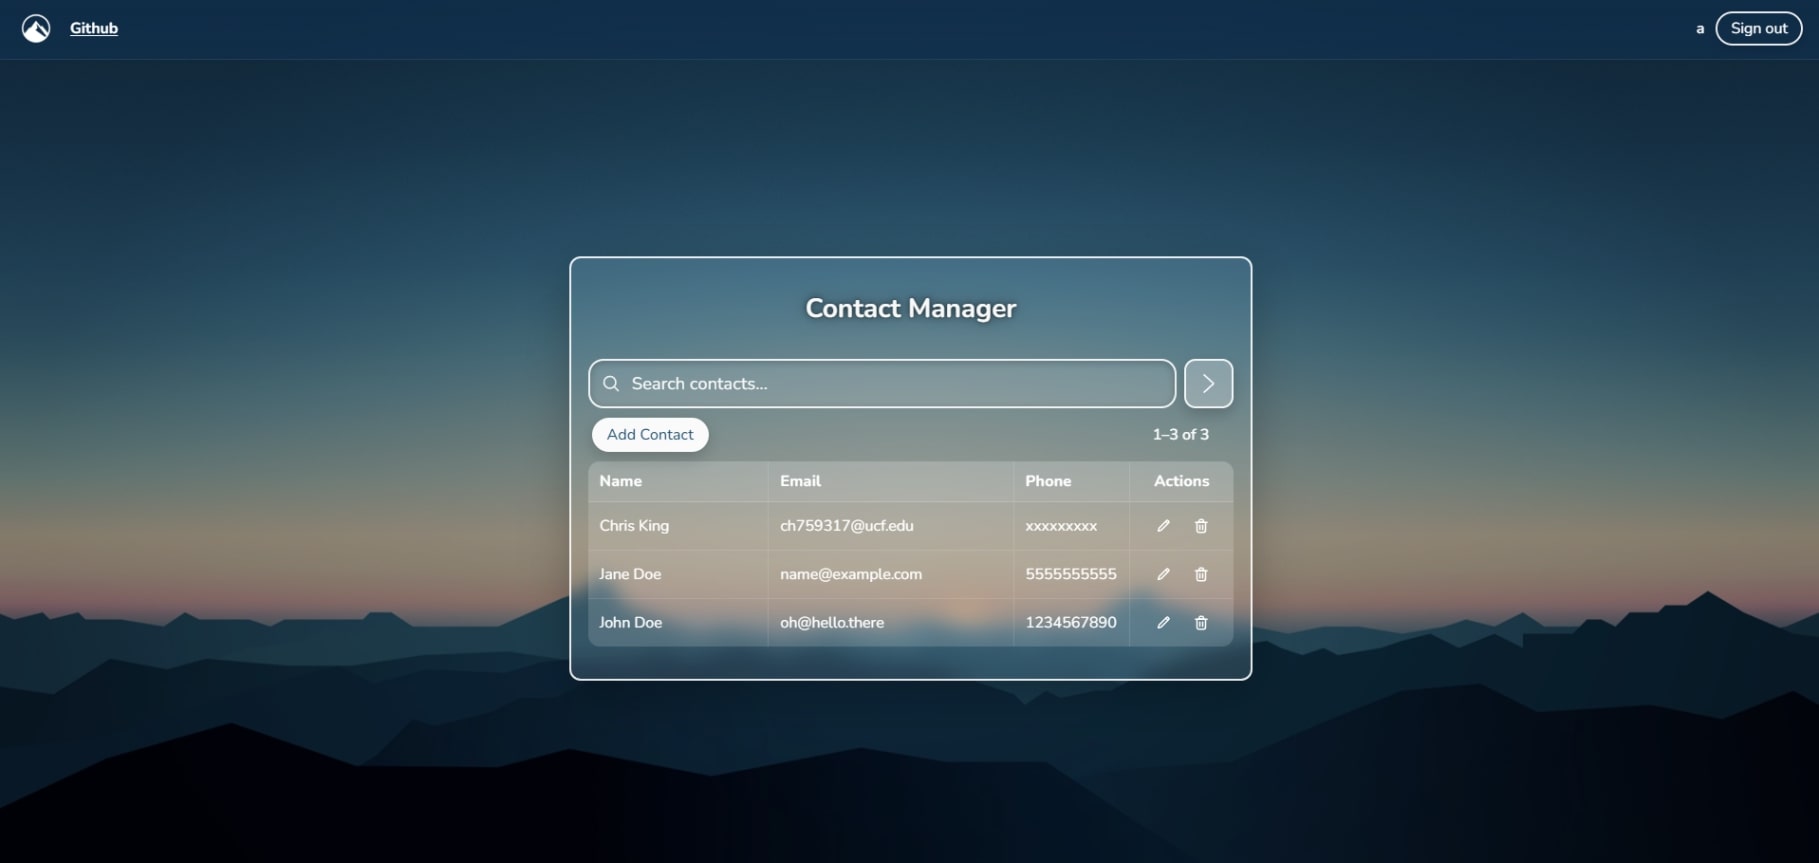 Github
a Sign out
Contact Manager
Search contacts...
Add Contact
1–3 of 3
Name Email Phone Actions
Chris King ch759317@ucf.edu xxxxxxxxx
Jane Doe name@example.com 5555555555
John Doe oh@hello.there 1234567890